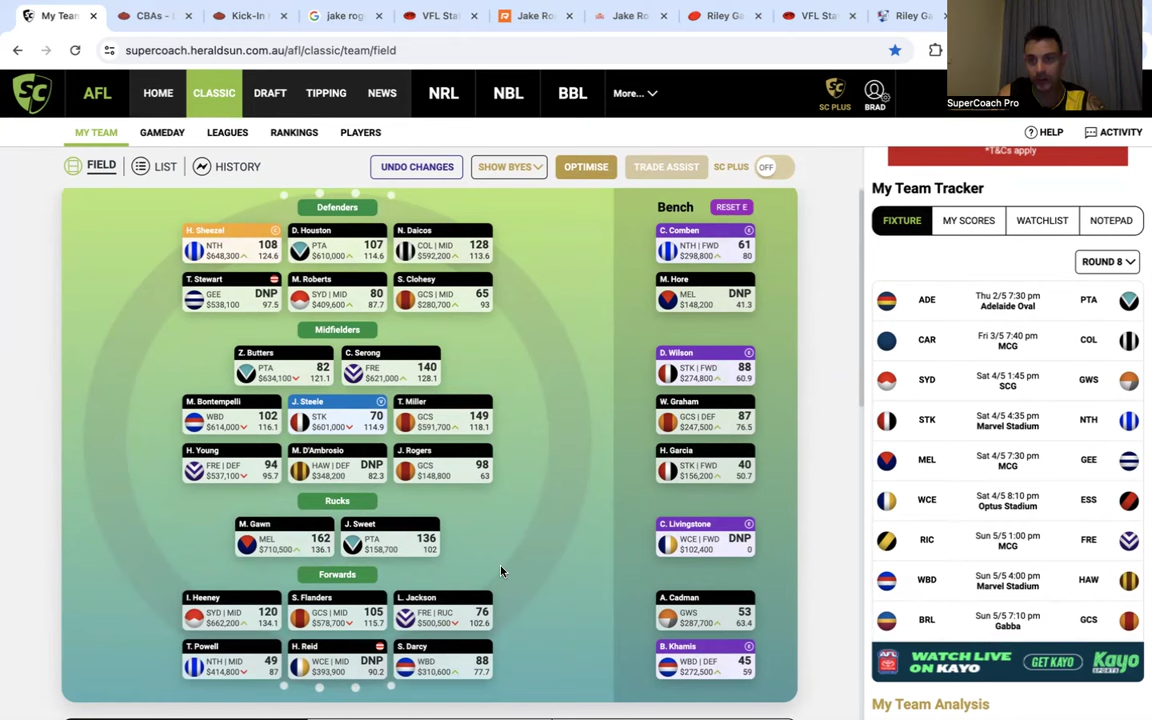 My Team
CBAs -
Kick-In
jake rog
VFL Sta
Jake Ro
Jake Ro
Riley Ga
VFL Sta
Riley Ga
supercoach.heraldsun.com.au/afl/classic/team/field
SuperCoach Pro
SC
AFL
HOME
CLASSIC
DRAFT
TIPPING
NEWS
NRL
NBL
BBL
More...
SC PLUS
BRAD
MY TEAM
GAMEDAY
LEAGUES
RANKINGS
PLAYERS
HELP
ACTIVITY
FIELD
LIST
HISTORY
UNDO CHANGES
SHOW BYES
OPTIMISE
TRADE ASSIST
SC PLUS
OFF
Defenders
H. Sheezel C
NTH 108
$648,300 124.6
D. Houston
PTA 107
$610,000 114.6
N. Daicos
COL | MID 128
$592,200 113.6
T. Stewart
GEE DNP
$538,100 97.5
M. Roberts
SYD | MID 80
$409,600 87.7
S. Clohesy
GCS | MID 65
$280,700 93
Midfielders
Z. Butters
PTA 82
$634,100 121.1
C. Serong
FRE 140
$621,000 128.1
M. Bontempelli
WBD 102
$614,000 116.1
J. Steele V
STK 70
$601,000 114.9
T. Miller
GCS 149
$591,700 118.1
H. Young
FRE | DEF 94
$537,100 95.7
M. D'Ambrosio
HAW | DEF DNP
$348,200 82.3
J. Rogers
GCS 98
$148,800 63
Rucks
M. Gawn
MEL 162
$710,500 136.1
J. Sweet
PTA 136
$158,700 102
Forwards
I. Heeney
SYD | MID 120
$662,200 134.1
S. Flanders
GCS | MID 105
$578,700 115.7
L. Jackson
FRE | RUC 76
$500,500 102.6
T. Powell
NTH | MID 49
$414,800 87
H. Reid
WCE | MID DNP
$393,900 90.2
S. Darcy
WBD 88
$310,600 77.7
Bench
RESET E
C. Comben E
NTH | FWD 61
$298,800 80
M. Hore
MEL DNP
$148,200 41.3
D. Wilson E
STK | FWD 88
$274,800 60.9
W. Graham
GCS | DEF 87
$247,500 76.5
H. Garcia
STK | FWD 40
$156,200 50.7
C. Livingstone E
WCE | FWD DNP
$102,400 0
A. Cadman
GWS 53
$287,700 63.4
B. Khamis E
WBD | DEF 45
$272,500 59
*T&Cs apply
My Team Tracker
FIXTURE
MY SCORES
WATCHLIST
NOTEPAD
ROUND 8
ADE Thu 2/5 7:30 pm PTA
Adelaide Oval
CAR Fri 3/5 7:40 pm COL
MCG
SYD Sat 4/5 1:45 pm GWS
SCG
STK Sat 4/5 4:35 pm NTH
Marvel Stadium
MEL Sat 4/5 7:30 pm GEE
MCG
WCE Sat 4/5 8:10 pm ESS
Optus Stadium
RIC Sun 5/5 1:00 pm FRE
MCG
WBD Sun 5/5 4:00 pm HAW
Marvel Stadium
BRL Sun 5/5 7:10 pm GCS
Gabba
AFL
WATCH LIVE
ON KAYO
GET KAYO
Kayo
SPORTS
My Team Analysis